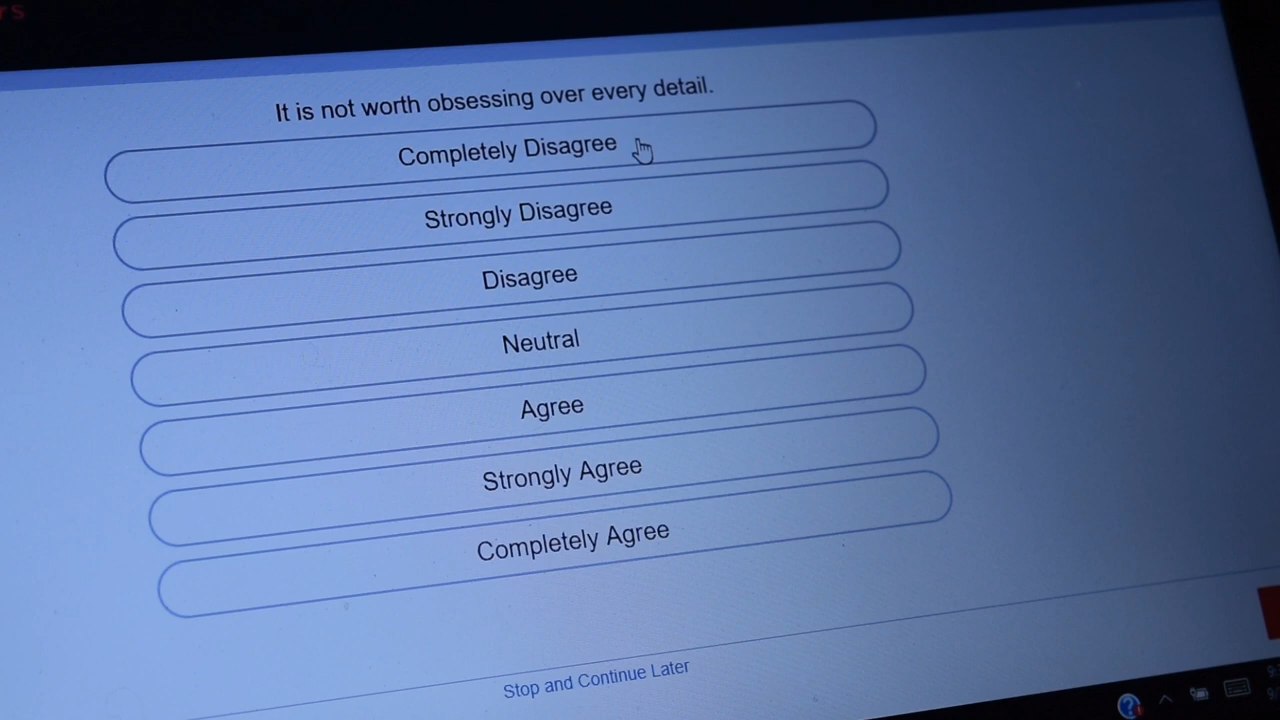 rs
It is not worth obsessing over every detail.
Completely Disagree
Strongly Disagree
Disagree
Neutral
Agree
Strongly Agree
Completely Agree
Stop and Continue Later